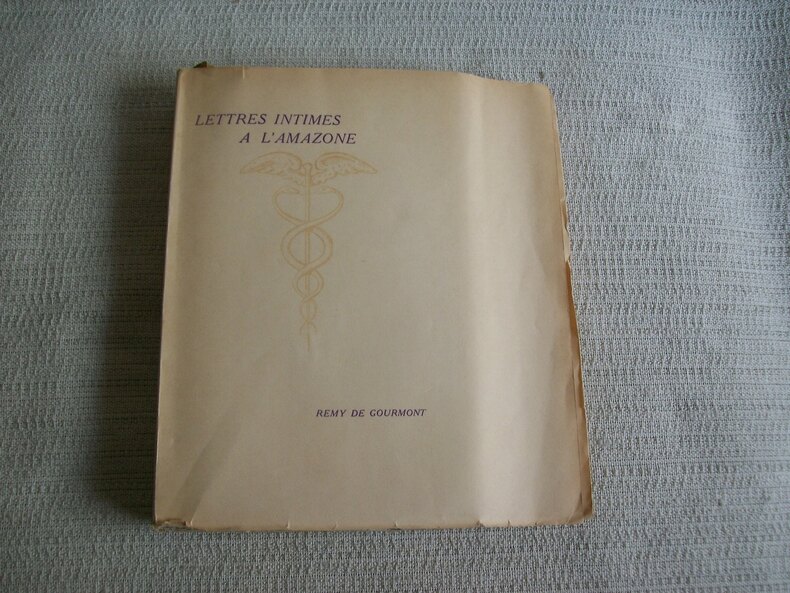 LETTRES INTIMES
A L'AMAZONE
REMY DE GOURMONT